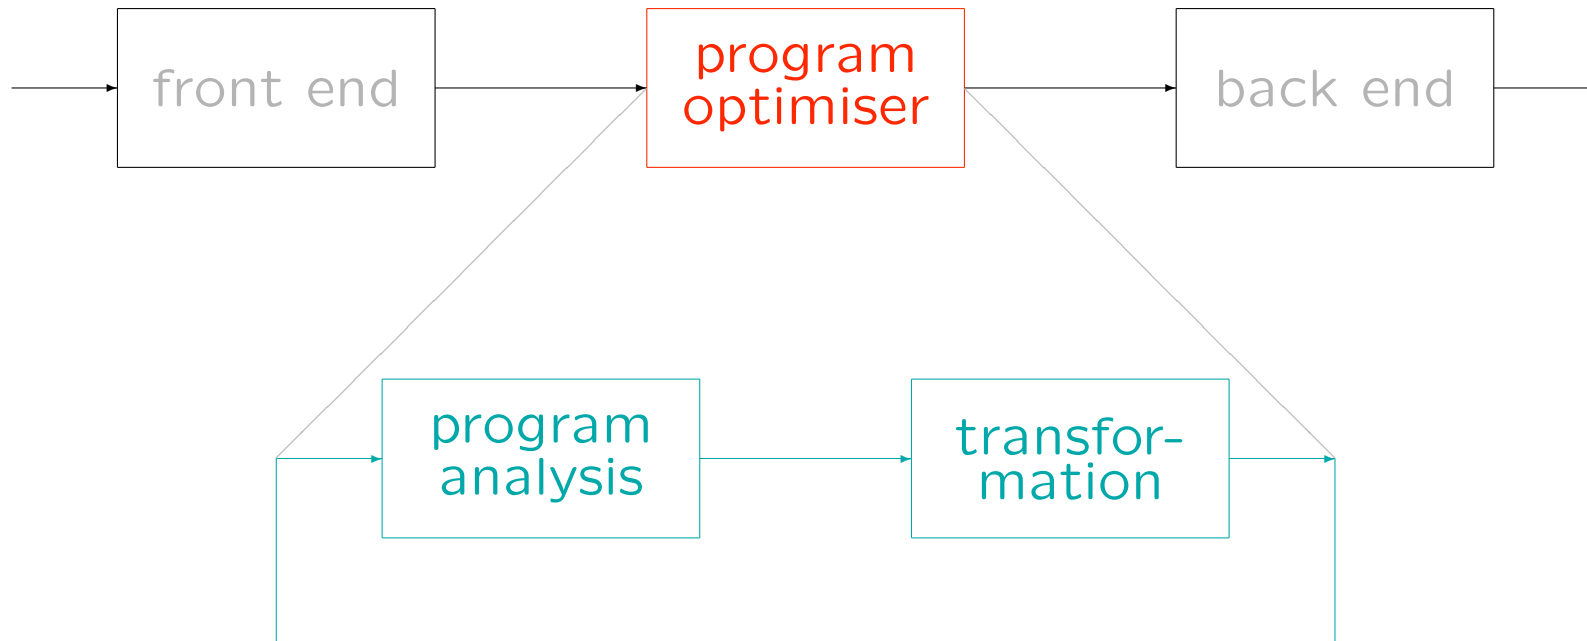 front end
program
optimiser
back end
program
analysis
transfor-
mation